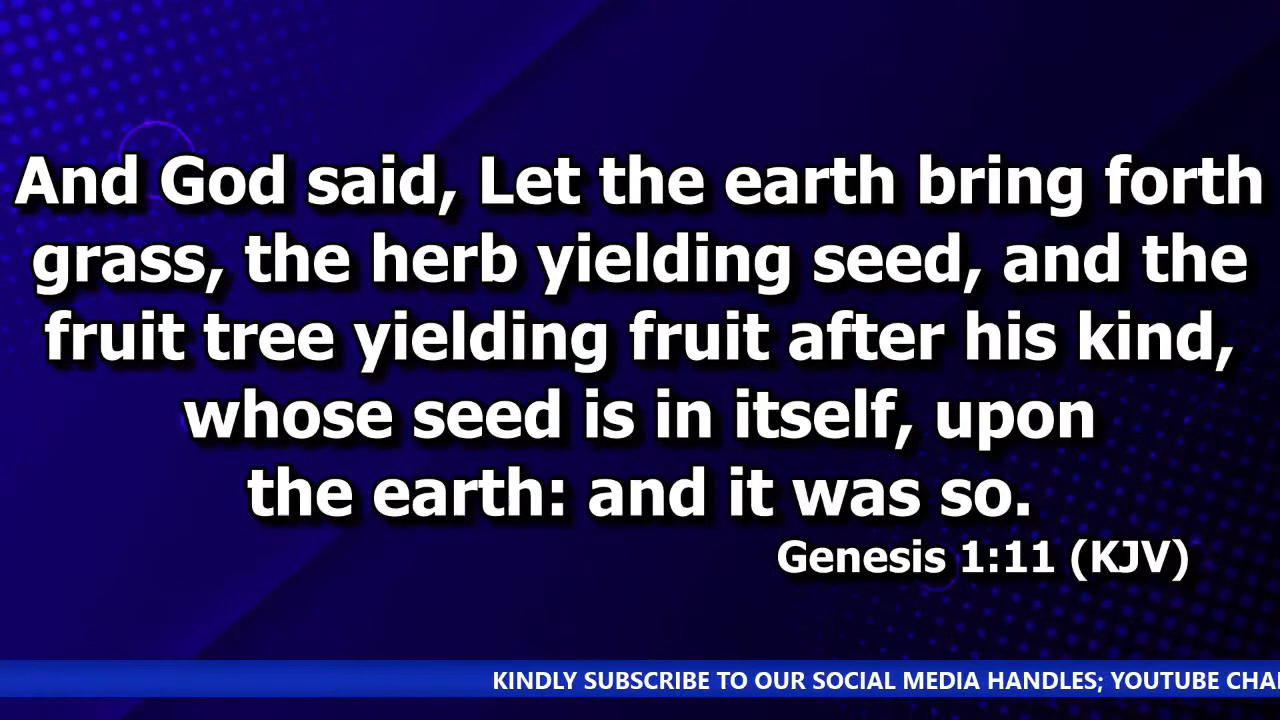 And God said, Let the earth bring forth
grass, the herb yielding seed, and the
fruit tree yielding fruit after his kind,
whose seed is in itself, upon
the earth: and it was so.
Genesis 1:11 (KJV)
KINDLY SUBSCRIBE TO OUR SOCIAL MEDIA HANDLES; YOUTUBE